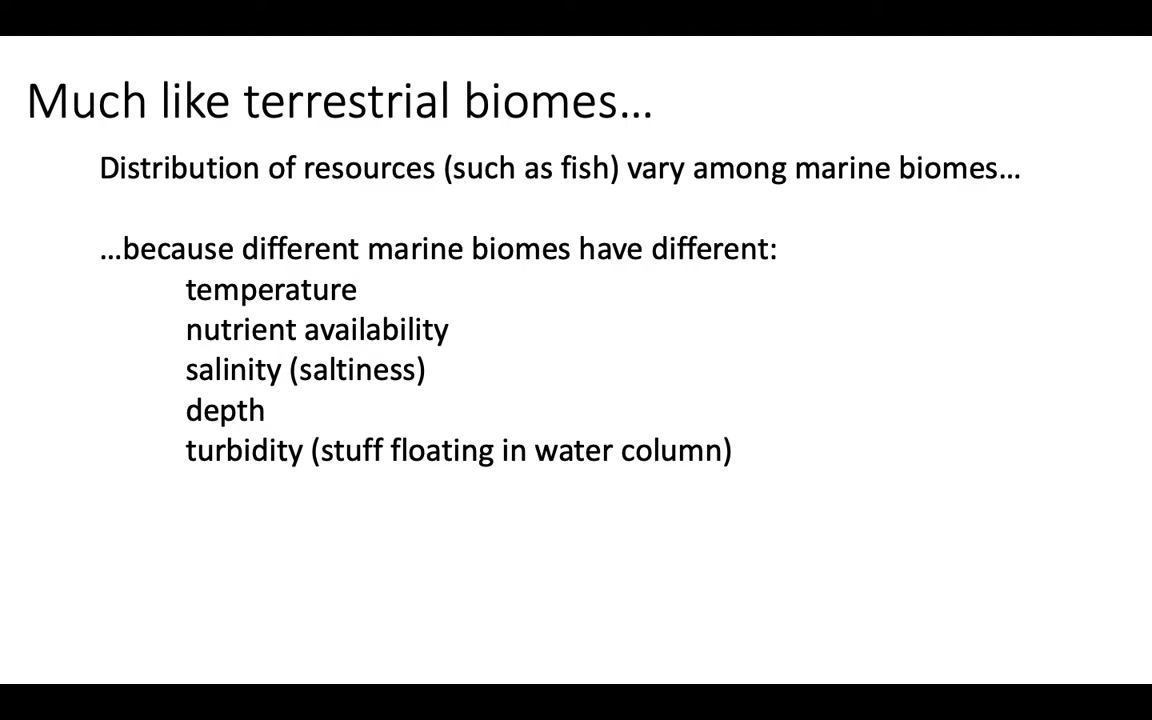 Much like terrestrial biomes…
Distribution of resources (such as fish) vary among marine biomes…
…because different marine biomes have different:
temperature
nutrient availability
salinity (saltiness)
depth
turbidity (stuff floating in water column)